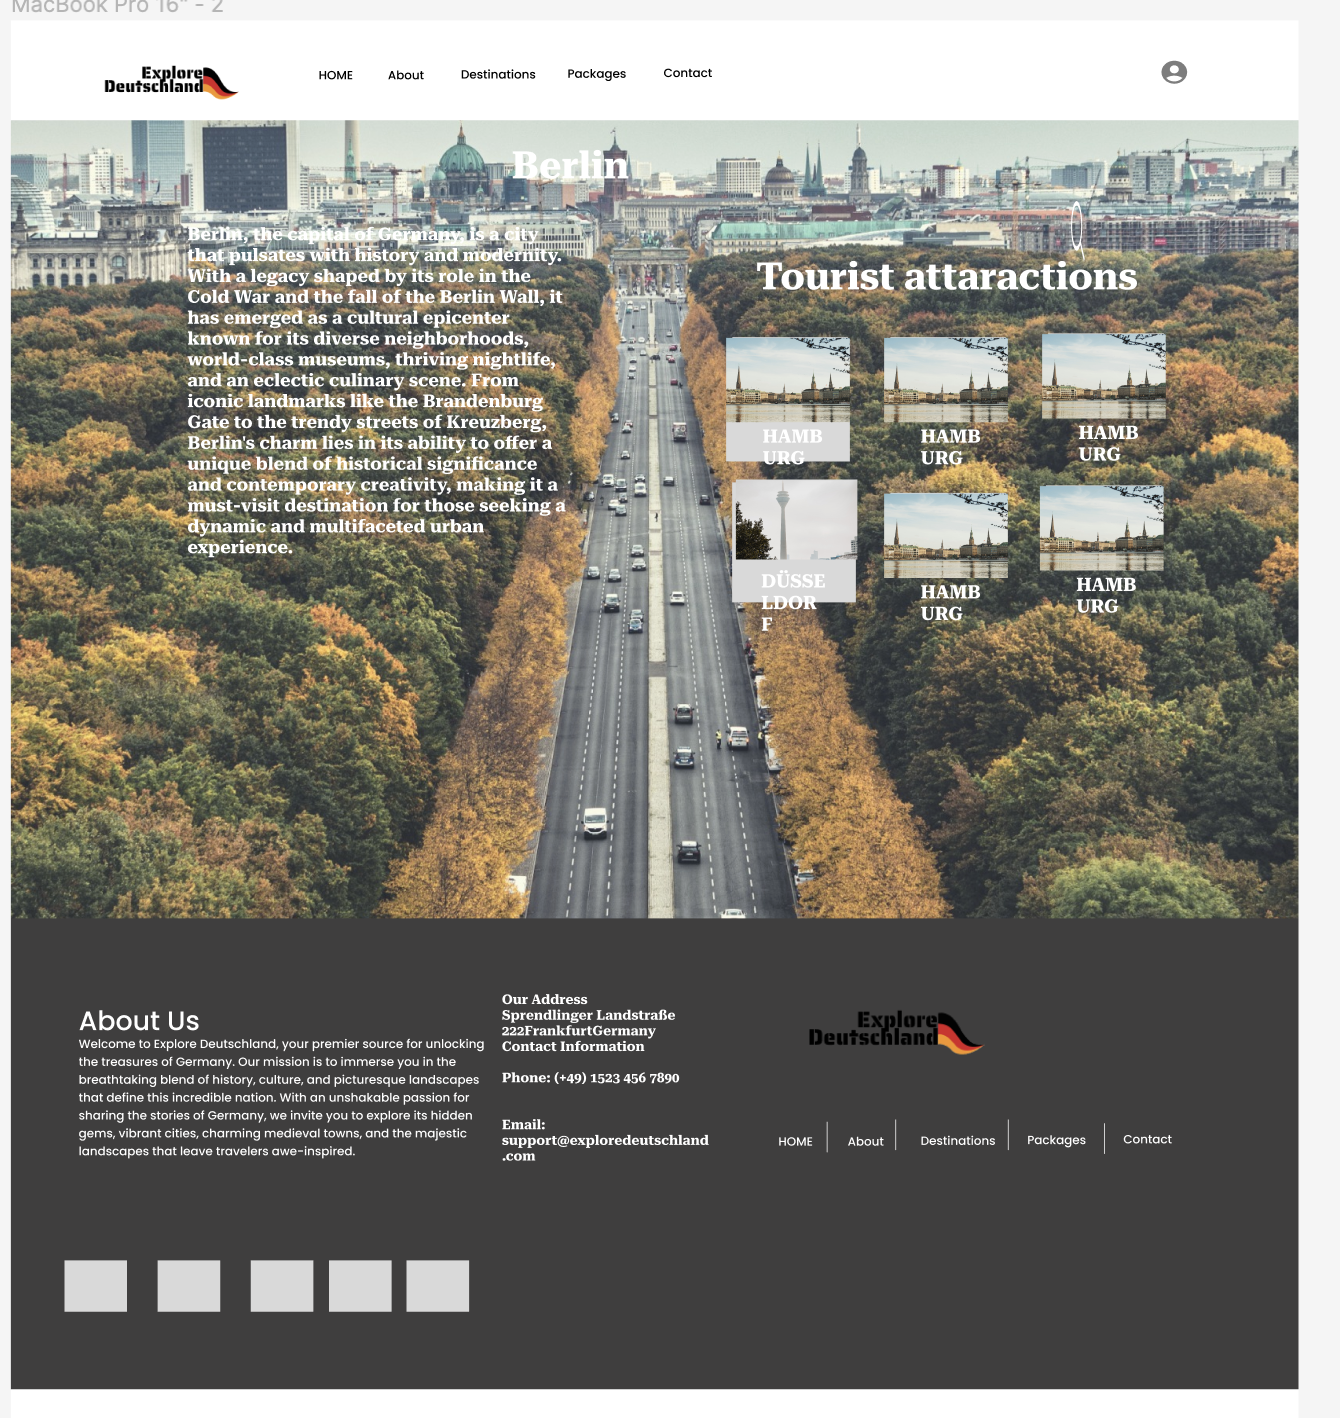 MacBook Pro 16" - 2
Explore
Deutschland
HOME
About
Destinations
Packages
Contact
Berlin
Berlin, the capital of Germany, is a city
that pulsates with history and modernity.
With a legacy shaped by its role in the
Cold War and the fall of the Berlin Wall, it
has emerged as a cultural epicenter
known for its diverse neighborhoods,
world-class museums, thriving nightlife,
and an eclectic culinary scene. From
iconic landmarks like the Brandenburg
Gate to the trendy streets of Kreuzberg,
Berlin's charm lies in its ability to offer a
unique blend of historical significance
and contemporary creativity, making it a
must-visit destination for those seeking a
dynamic and multifaceted urban
experience.
Tourist attaractions
HAMB
URG
HAMB
URG
HAMB
URG
DÜSSE
LDOR
F
HAMB
URG
HAMB
URG
About Us
Welcome to Explore Deutschland, your premier source for unlocking
the treasures of Germany. Our mission is to immerse you in the
breathtaking blend of history, culture, and picturesque landscapes
that define this incredible nation. With an unshakable passion for
sharing the stories of Germany, we invite you to explore its hidden
gems, vibrant cities, charming medieval towns, and the majestic
landscapes that leave travelers awe-inspired.
Our Address
Sprendlinger Landstraße
222FrankfurtGermany
Contact Information
Phone: (+49) 1523 456 7890
Email:
support@exploredeutschland
.com
Explore
Deutschland
HOME
About
Destinations
Packages
Contact